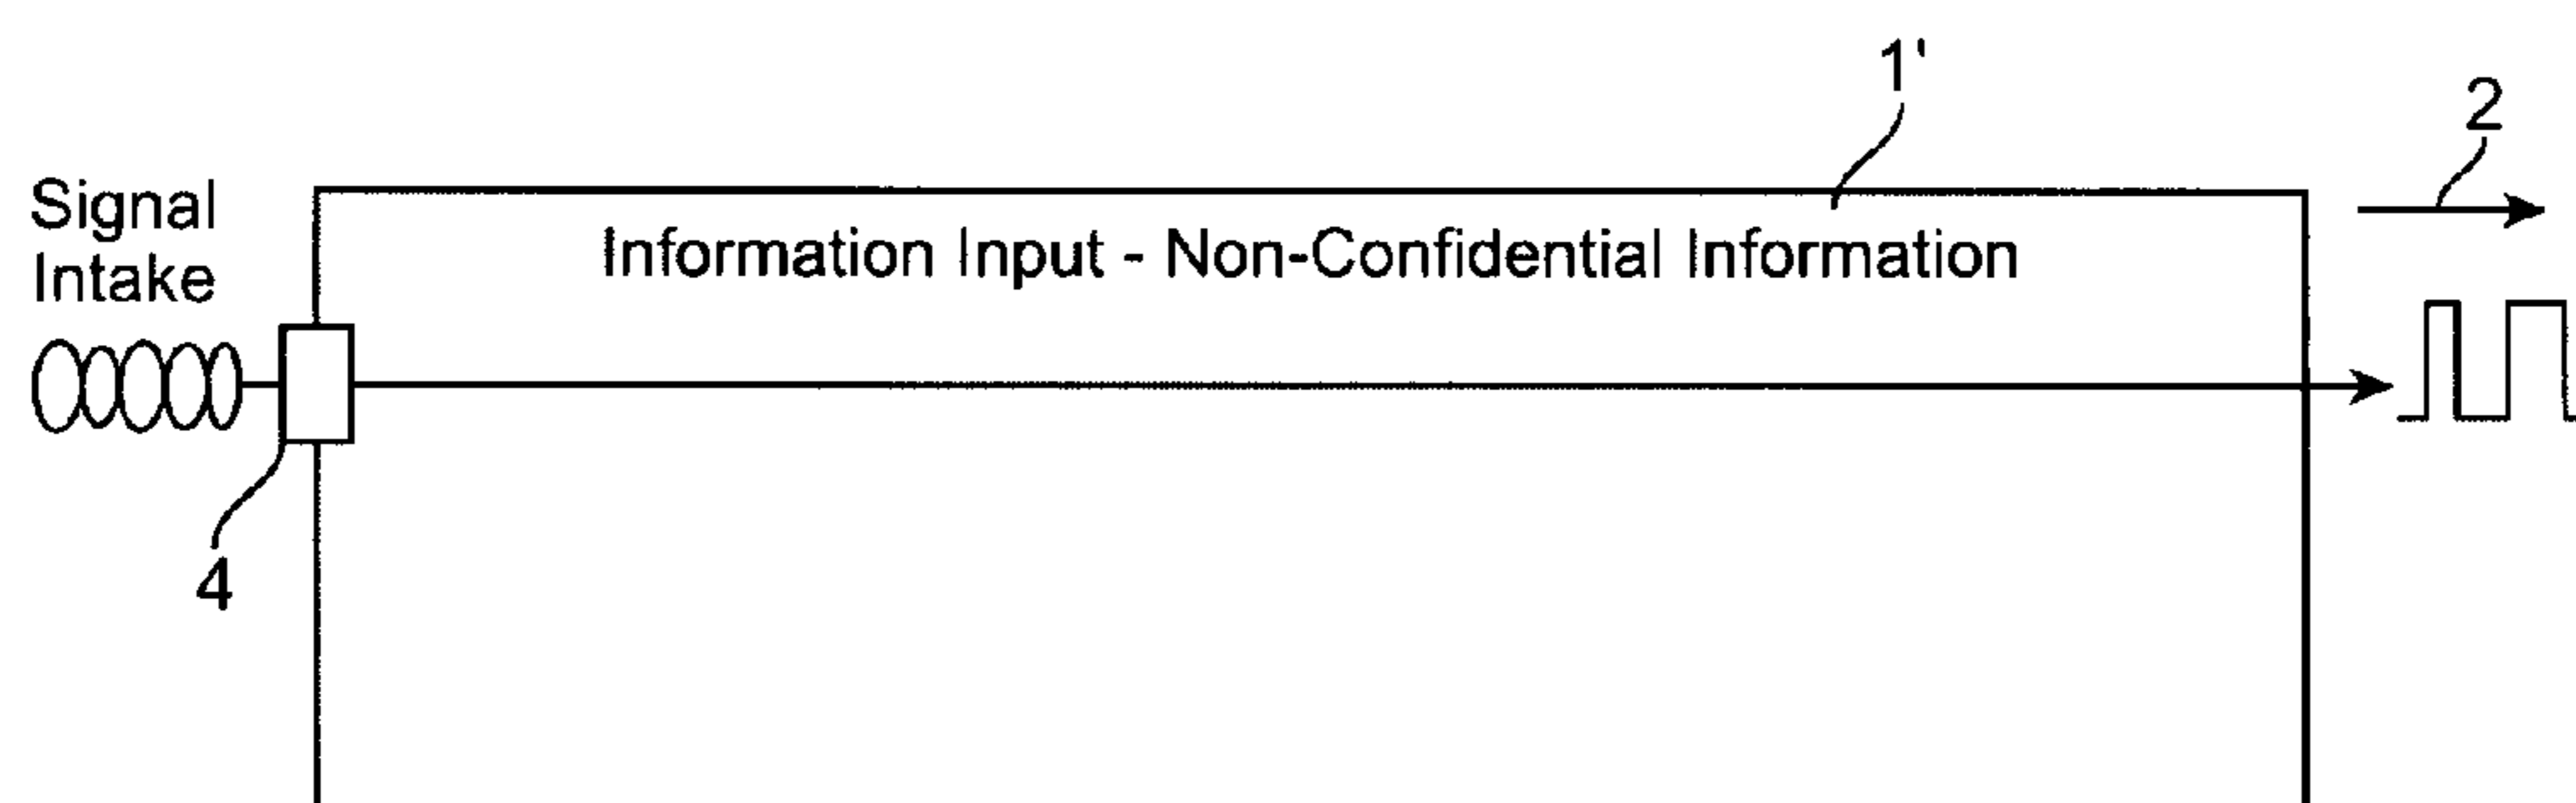 1'
2
Signal
Intake
Information Input - Non-Confidential Information
4